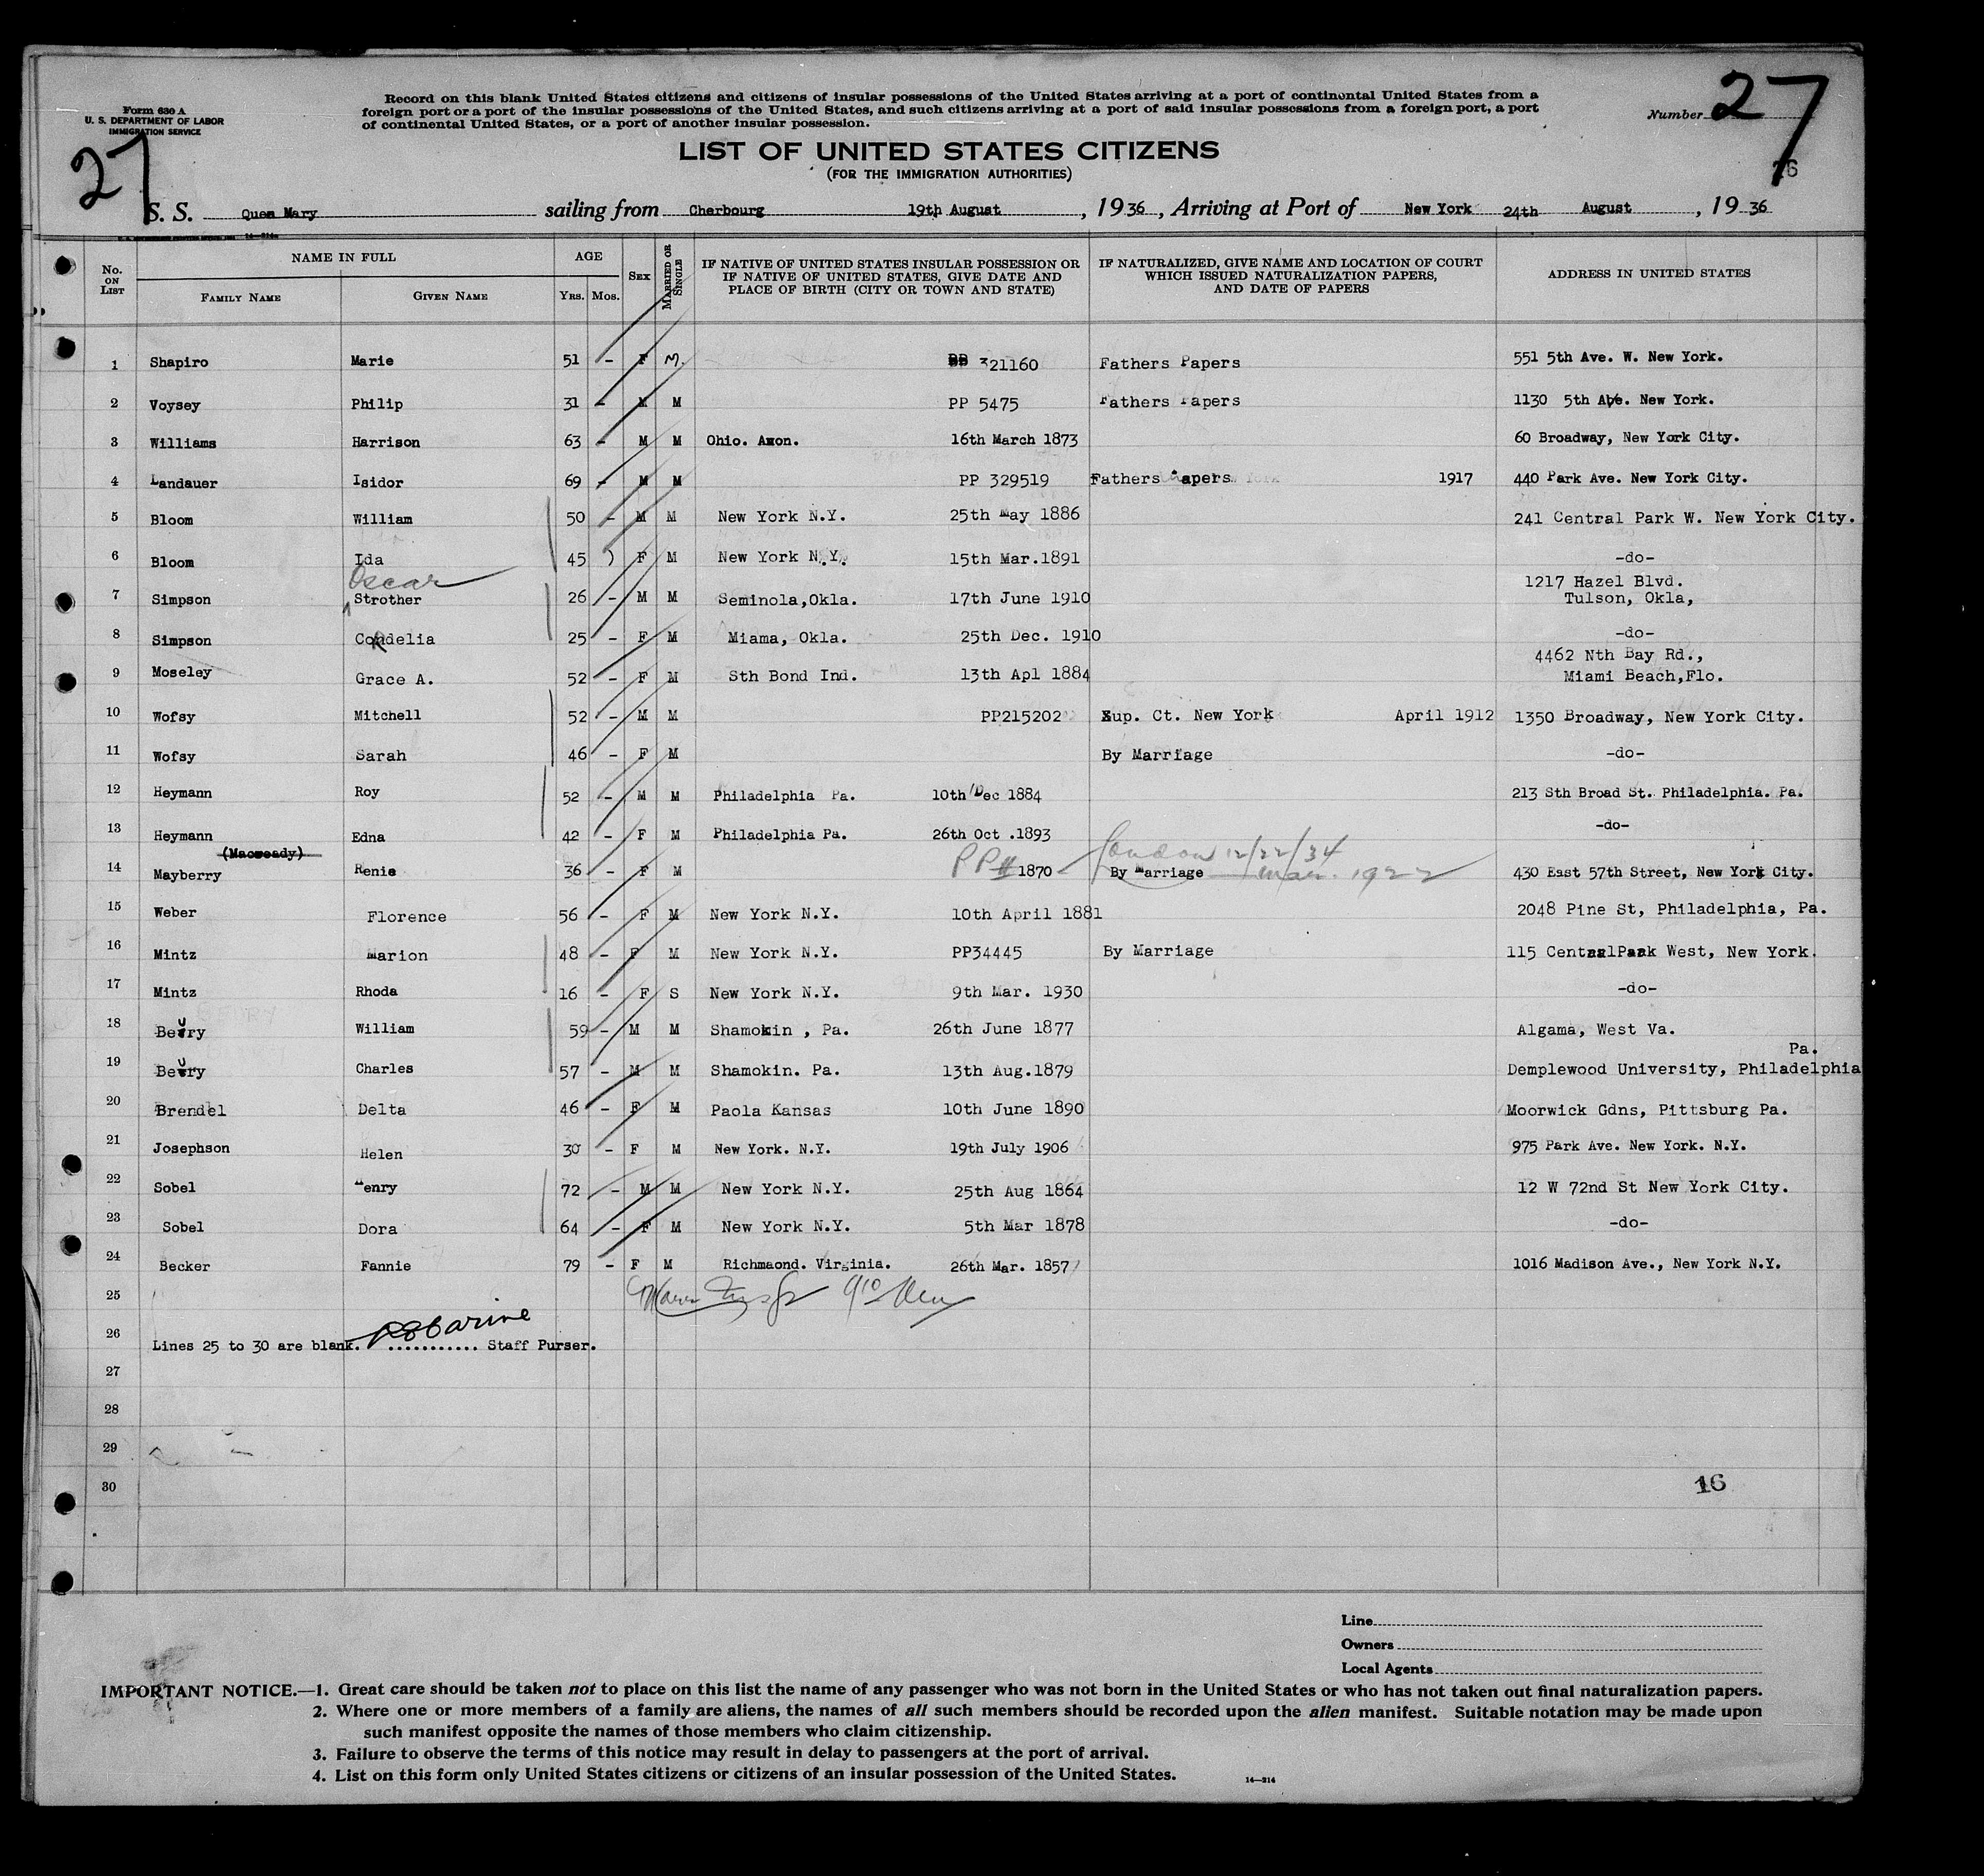 Form 630 A
U. S. DEPARTMENT OF LABOR
IMMIGRATION SERVICE
Record on this blank United States citizens and citizens of insular possessions of the United States arriving at a port of continental United States from a
foreign port or a port of the insular possessions of the United States, and such citizens arriving at a port of said insular possessions from a foreign port, a port
of continental United States, or a port of another insular possession.
Number 27
27
LIST OF UNITED STATES CITIZENS
(FOR THE IMMIGRATION AUTHORITIES)
S. S. Queen Mary sailing from Cherbourg 19th August, 1936, Arriving at Port of New York 24th August, 1936
No. ON LIST NAME IN FULL FAMILY NAME GIVEN NAME AGE YRS. MOS. SEX MARRIED OR SINGLE IF NATIVE OF UNITED STATES INSULAR POSSESSION OR IF NATIVE OF UNITED STATES, GIVE DATE AND PLACE OF BIRTH (CITY OR TOWN AND STATE) IF NATURALIZED, GIVE NAME AND LOCATION OF COURT WHICH ISSUED NATURALIZATION PAPERS, AND DATE OF PAPERS ADDRESS IN UNITED STATES
1 Shapiro Marie 51 - F M. 321160 Fathers Papers 551 5th Ave. W. New York.
2 Voysey Philip 31 - M M PP 5475 Fathers Papers 1130 5th Ave. New York.
3 Williams Harrison 63 - M M Ohio. Axon. 16th March 1873 60 Broadway, New York City.
4 Landauer Isidor 69 - M M PP 329519 Fathers Papers 1917 440 Park Ave. New York City.
5 Bloom William 50 - M M New York N.Y. 25th May 1886 241 Central Park W. New York City.
6 Bloom Ida 45 ) F M New York N.Y. 15th Mar.1891 -do-
7 Simpson Oscar Strother 26 - M M Seminola,Okla. 17th June 1910 1217 Hazel Blvd. Tulson, Okla,
8 Simpson Cordelia 25 - F M Miama, Okla. 25th Dec. 1910 -do-
9 Moseley Grace A. 52 - F M Sth Bond Ind. 13th Apl 1884 4462 Nth Bay Rd., Miami Beach,Flo.
10 Wofsy Mitchell 52 - M M PP215202 Sup. Ct. New York April 1912 1350 Broadway, New York City.
11 Wofsy Sarah 46 - F M By Marriage -do-
12 Heymann Roy 52 - M M Philadelphia Pa. 10th Dec 1884 213 Sth Broad St. Philadelphia. Pa.
13 Heymann Edna 42 - F M Philadelphia Pa. 26th Oct .1893 -do-
(Macready) London 12/22/34
14 Mayberry Renie 36 - F M PP# 1870 By Marriage Mar. 1922 430 East 57th Street, New York City.
15 Weber Florence 56 - F M New York N.Y. 10th April 1881 2048 Pine St, Philadelphia, Pa.
16 Mintz Marion 48 - F M New York N.Y. PP34445 By Marriage 115 CentralPark West, New York.
17 Mintz Rhoda 16 - F S New York N.Y. 9th Mar. 1930 -do-
18 Beury William 59 - M M Shamokin , Pa. 26th June 1877 Algama, West Va.
19 Beury Charles 57 - M M Shamokin. Pa. 13th Aug.1879 Demplewood University, Philadelphia Pa.
20 Brendel Delta 46 - F M Paola Kansas 10th June 1890 Moorwick Gdns, Pittsburg Pa.
21 Josephson Helen 30 - F M New York. N.Y. 19th July 1906 975 Park Ave. New York. N.Y.
22 Sobel Henry 72 - M M New York N.Y. 25th Aug 1864 12 W 72nd St New York City.
23 Sobel Dora 64 - F M New York N.Y. 5th Mar 1878 -do-
24 Becker Fannie 79 - F M Richmaond. Virginia. 26th Mar. 1857 1016 Madison Ave., New York N.Y.
25
26 Lines 25 to 30 are blank. ........... Staff Purser.
27
28
29
30 16
Line
Owners
Local Agents
IMPORTANT NOTICE.—1. Great care should be taken not to place on this list the name of any passenger who was not born in the United States or who has not taken out final naturalization papers.
2. Where one or more members of a family are aliens, the names of all such members should be recorded upon the alien manifest. Suitable notation may be made upon
such manifest opposite the names of those members who claim citizenship.
3. Failure to observe the terms of this notice may result in delay to passengers at the port of arrival.
4. List on this form only United States citizens or citizens of an insular possession of the United States.
14—214